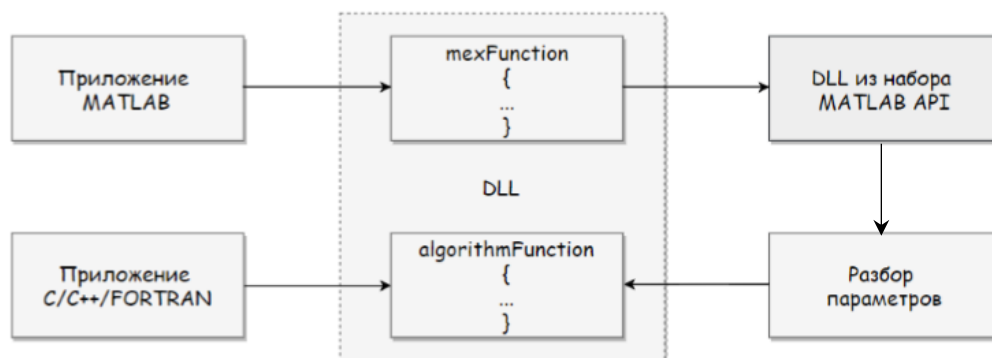 Приложение
MATLAB
mexFunction
{
...
}
DLL из набора
MATLAB API
DLL
Приложение
C/C++/FORTRAN
algorithmFunction
{
...
}
Разбор
параметров